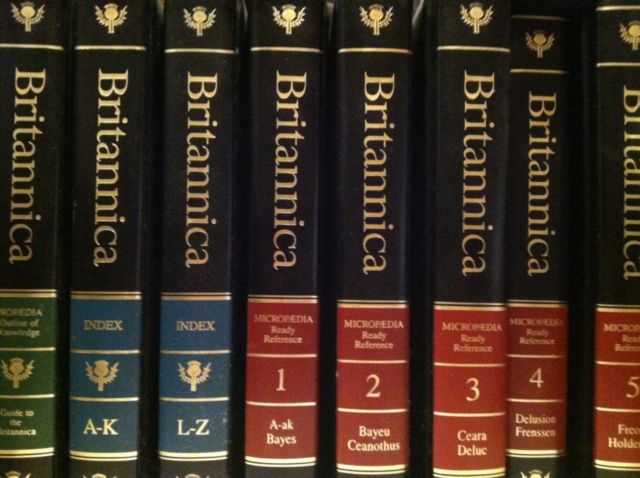 Britannica
Outline of
Guide to
the
Britannica
INDEX
A-K
Britannica
INDEX
L-Z
Britannica
MICROPÆDIA
Ready
Reference
1
A-ak
Bayes
Britannica
MICROPÆDIA
Ready
Reference
2
Bayeu
Ceanothus
Britannica
MICROPÆDIA
Ready
Reference
3
Ceara
Deluc
Britannica
MICROPÆDIA
Ready
Reference
4
Delusion
Frenssen
Britannica
Ready
Reference
5